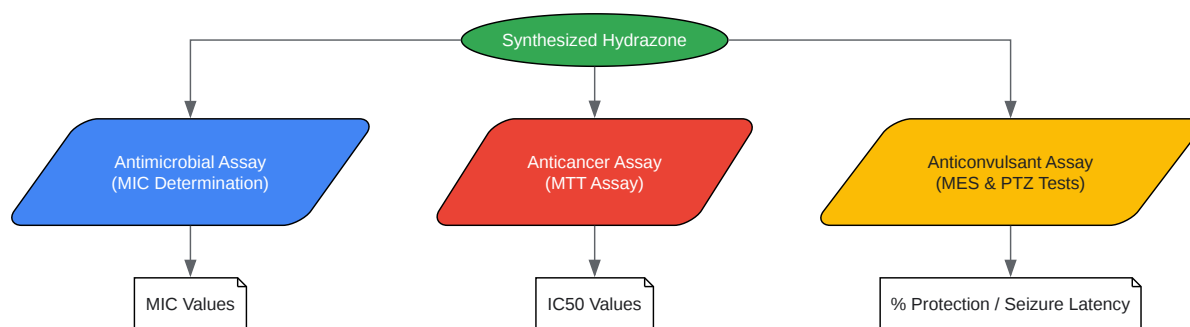 Synthesized Hydrazone
Antimicrobial Assay
(MIC Determination)
Anticancer Assay
(MTT Assay)
Anticonvulsant Assay
(MES & PTZ Tests)
MIC Values
IC50 Values
% Protection / Seizure Latency